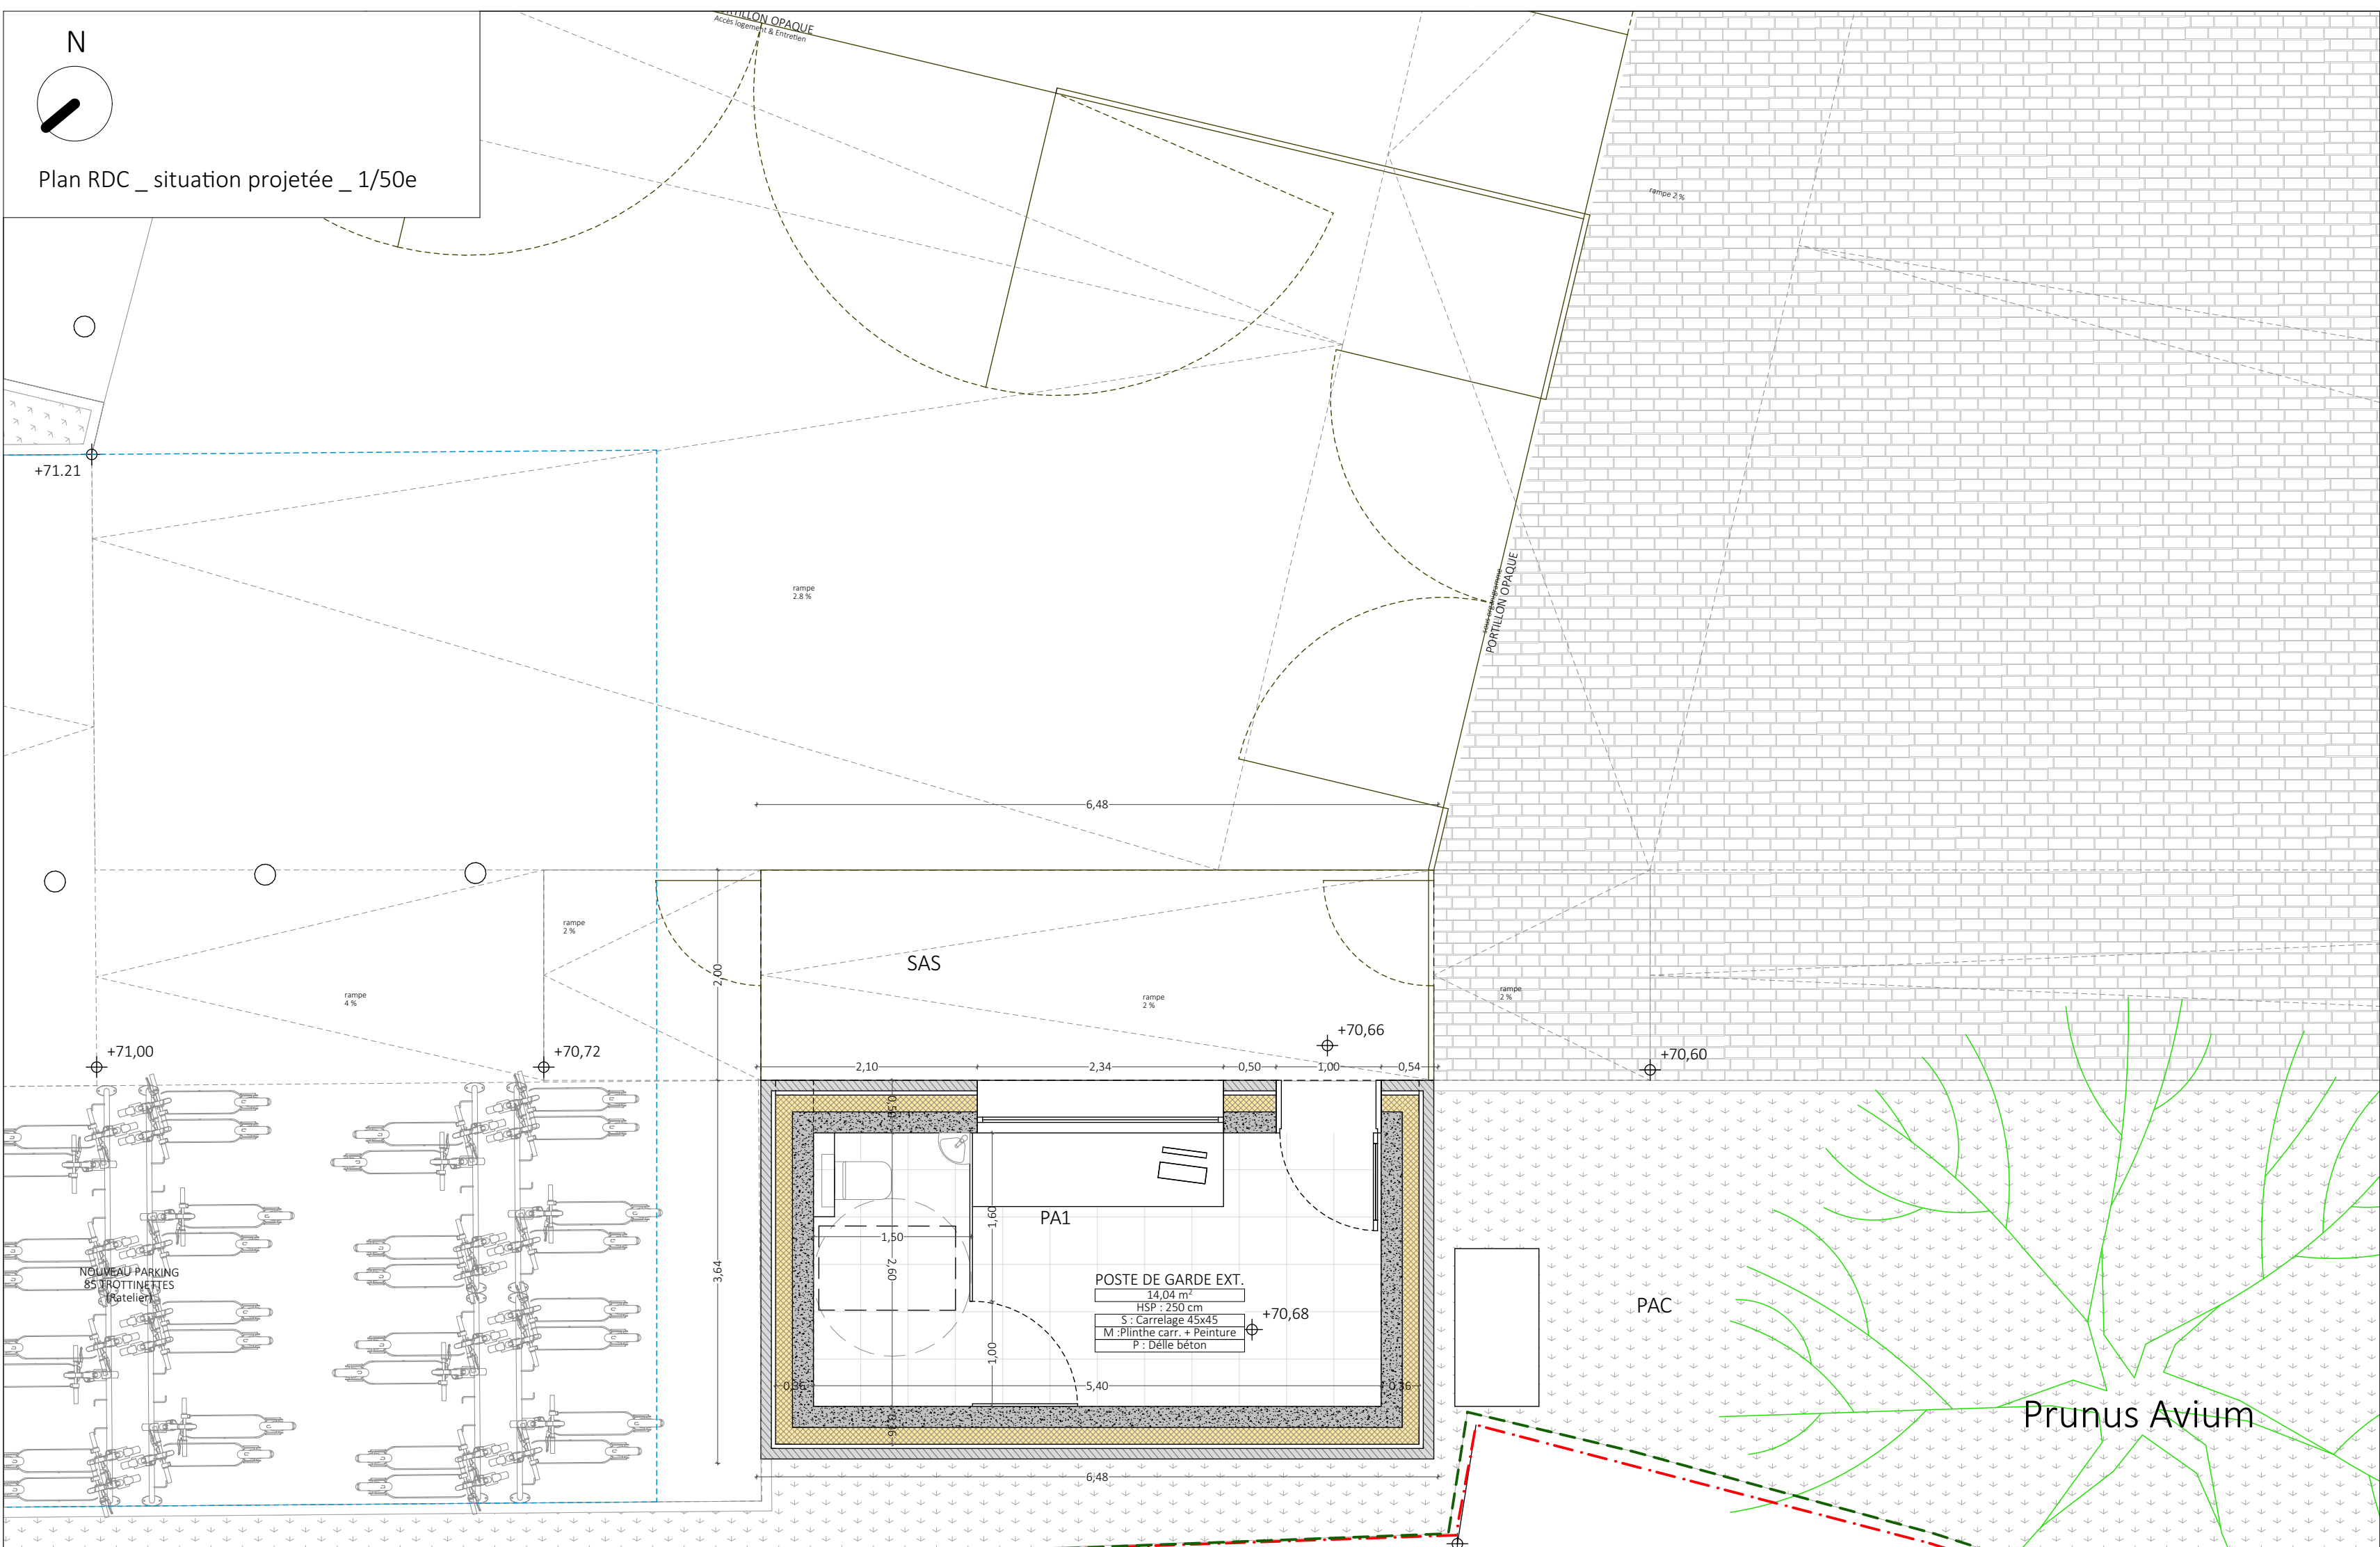 N
Plan RDC _ situation projetée _ 1/50e
PORTILLON OPAQUE
Accès logement & Entretien
rampe 2 %
+71.21
rampe
2.8 %
PORTILLON OPAQUE
6,48
rampe
2 %
SAS
2,00
rampe
4 %
rampe
2 %
rampe
2 %
+70,66
+71,00
+70,72
+70,60
2,10
2,34
0,50
1,00
0,54
0,50
PA1
1,60
1,50
2,60
3,64
NOUVEAU PARKING
85 TROTTINETTES
(Ratelier)
POSTE DE GARDE EXT.
14,04 m²
HSP : 250 cm
S : Carrelage 45x45
M :Plinthe carr. + Peinture
P : Délle béton
+70,68
PAC
1,00
0,36
5,40
0,36
0,36
Prunus Avium
6,48